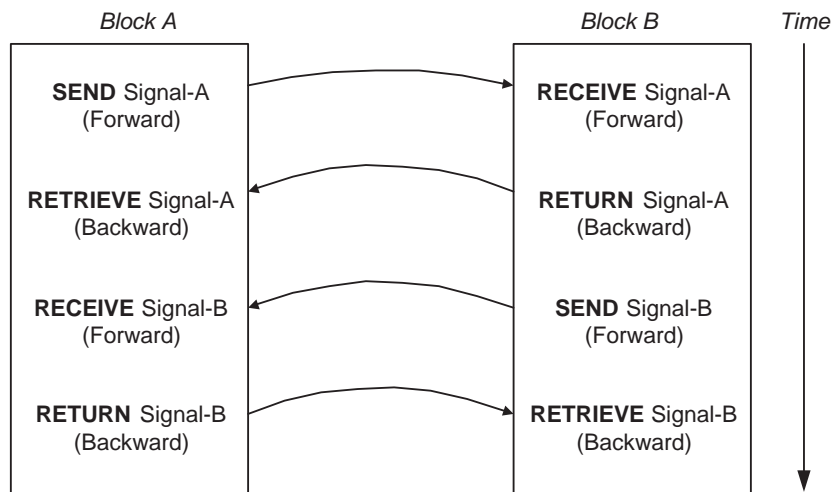 Block A
Block B
Time
SEND Signal-A
(Forward)
RECEIVE Signal-A
(Forward)
RETRIEVE Signal-A
(Backward)
RETURN Signal-A
(Backward)
RECEIVE Signal-B
(Forward)
SEND Signal-B
(Forward)
RETURN Signal-B
(Backward)
RETRIEVE Signal-B
(Backward)